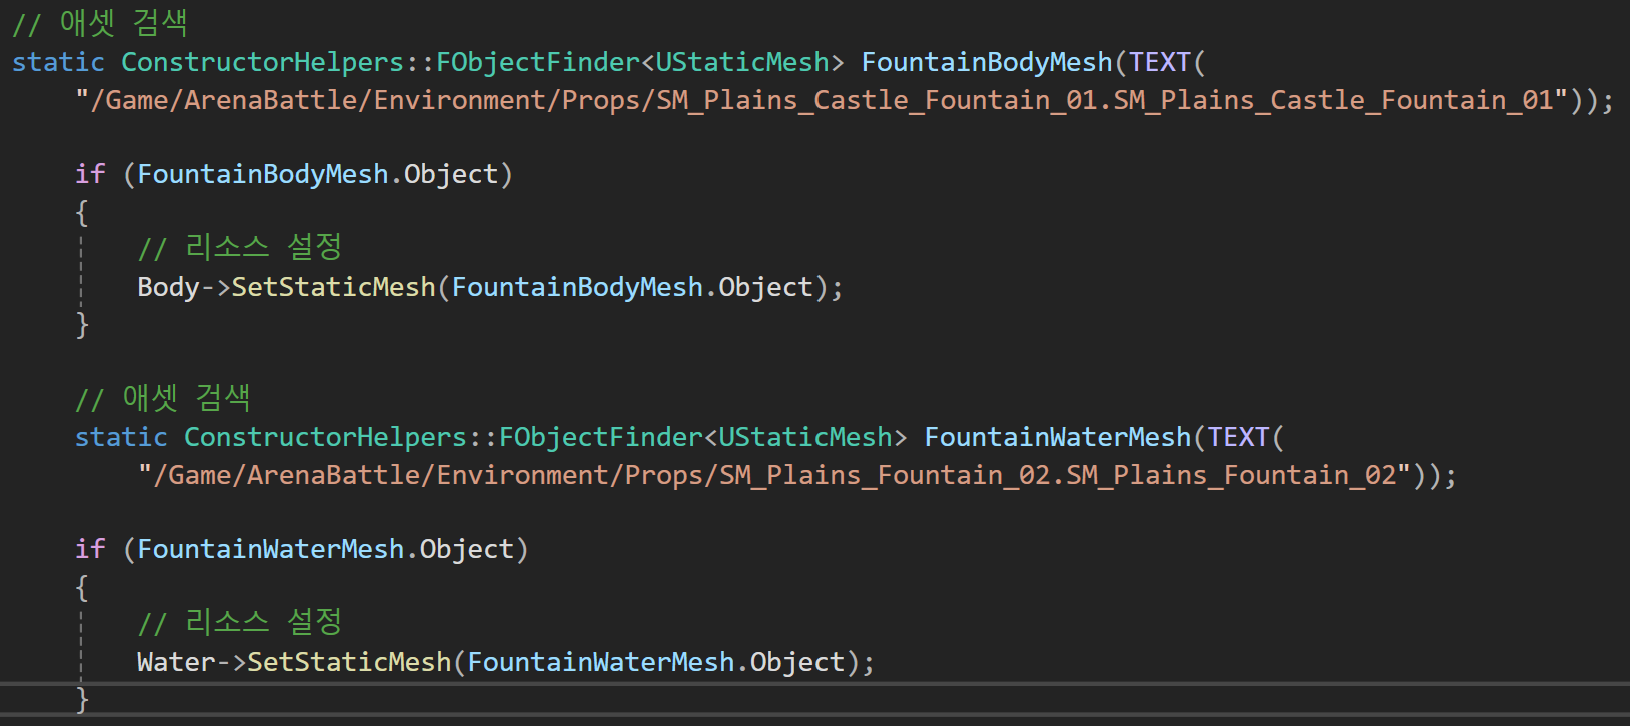 // 애셋 검색
static ConstructorHelpers::FObjectFinder<UStaticMesh> FountainBodyMesh(TEXT(
"/Game/ArenaBattle/Environment/Props/SM_Plains_Castle_Fountain_01.SM_Plains_Castle_Fountain_01"));
if (FountainBodyMesh.Object)
{
// 리소스 설정
Body->SetStaticMesh(FountainBodyMesh.Object);
}
// 애셋 검색
static ConstructorHelpers::FObjectFinder<UStaticMesh> FountainWaterMesh(TEXT(
"/Game/ArenaBattle/Environment/Props/SM_Plains_Fountain_02.SM_Plains_Fountain_02"));
if (FountainWaterMesh.Object)
{
// 리소스 설정
Water->SetStaticMesh(FountainWaterMesh.Object);
}